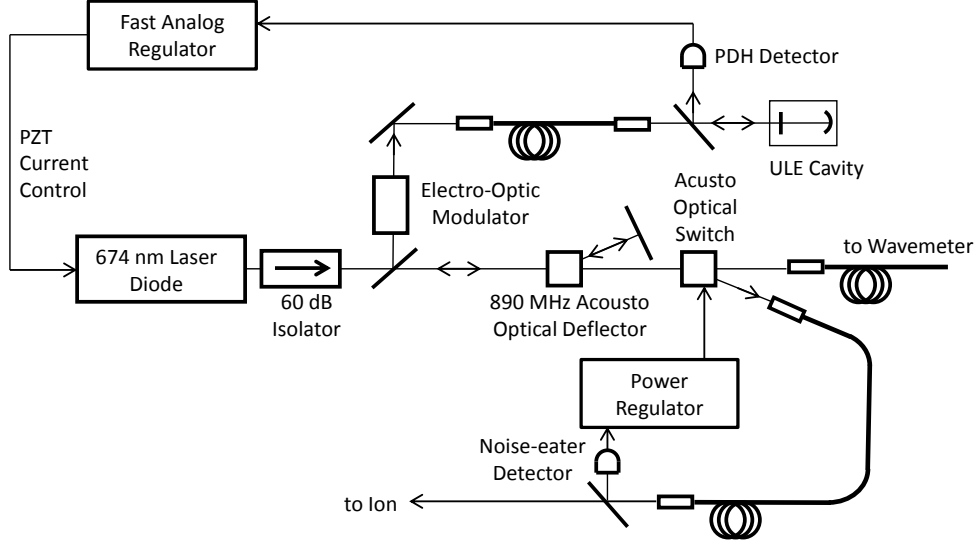 Fast Analog
Regulator
PDH Detector
PZT
Current
Control
ULE Cavity
Electro-Optic
Modulator
Acusto
Optical
Switch
674 nm Laser
Diode
to Wavemeter
60 dB
Isolator
890 MHz Acousto
Optical Deflector
Power
Regulator
Noise-eater
Detector
to Ion